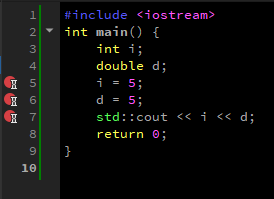 1 #include <iostream>
2 int main() {
3 int i;
4 double d;
5 i = 5;
6 d = 5;
7 std::cout << i << d;
8 return 0;
9 }
10